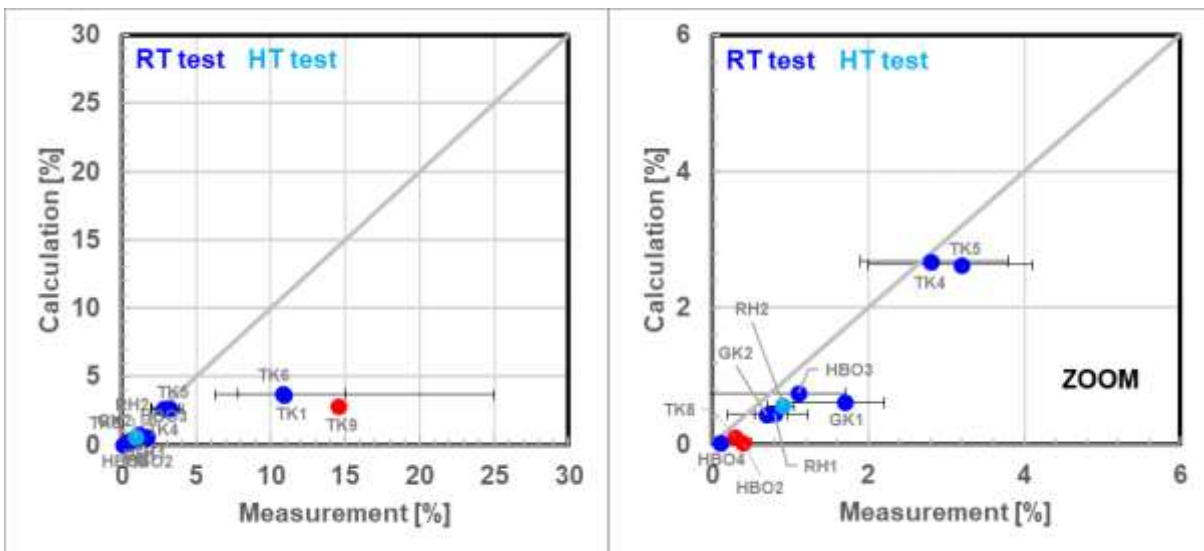 RT test HT test
30
25
20
15
10
5
0
Calculation [%]
TK6
TK1
TK9
TK5
RH2
TK4
0 5 10 15 20 25 30
Measurement [%]
RT test HT test
6
4
2
0
Calculation [%]
TK5
TK4
RH2
GK2
HBO3
ZOOM
TK8
GK1
HBO4
RH1
HBO2
0 2 4 6
Measurement [%]